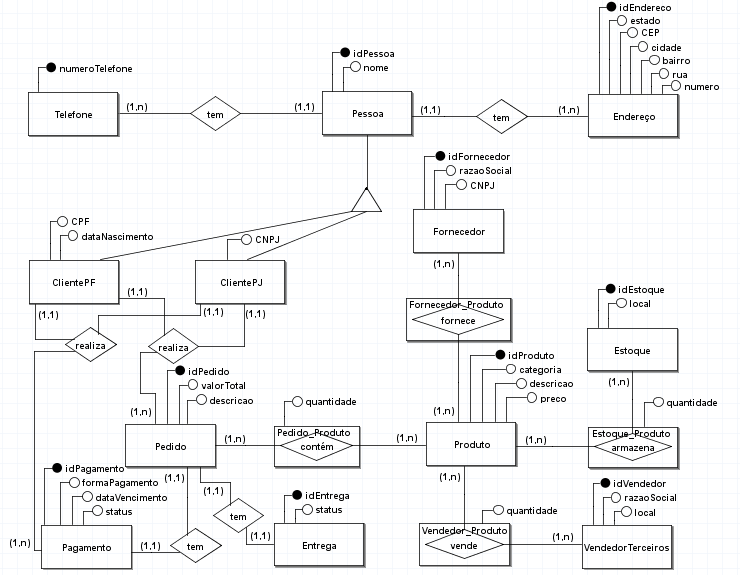 idEndereco
estado
CEP
cidade
bairro
rua
numero
idPessoa
nome
numeroTelefone
Telefone
(1,n)
tem
(1,1)
Pessoa
(1,1)
tem
(1,n)
Endereço
idFornecedor
razaoSocial
CNPJ
Fornecedor
(1,n)
CPF
dataNascimento
CNPJ
ClientePF
ClientePJ
(1,1)
(1,1)
(1,1)
(1,1)
realiza
realiza
Fornecedor_Produto
fornece
idEstoque
local
Estoque
(1,n)
idPedido
valorTotal
descricao
(1,n)
idProduto
categoria
descricao
preco
(1,n)
quantidade
quantidade
Pedido
(1,n)
Pedido_Produto
contém
(1,n)
Produto
(1,n)
Estoque_Produto
armazena
(1,1)
(1,1)
(1,n)
idPagamento
formaPagamento
dataVencimento
status
(1,n)
Pagamento
(1,1)
tem
tem
(1,1)
idEntrega
status
Entrega
quantidade
Vendedor_Produto
vende
(1,n)
idVendedor
razaoSocial
local
VendedorTerceiros